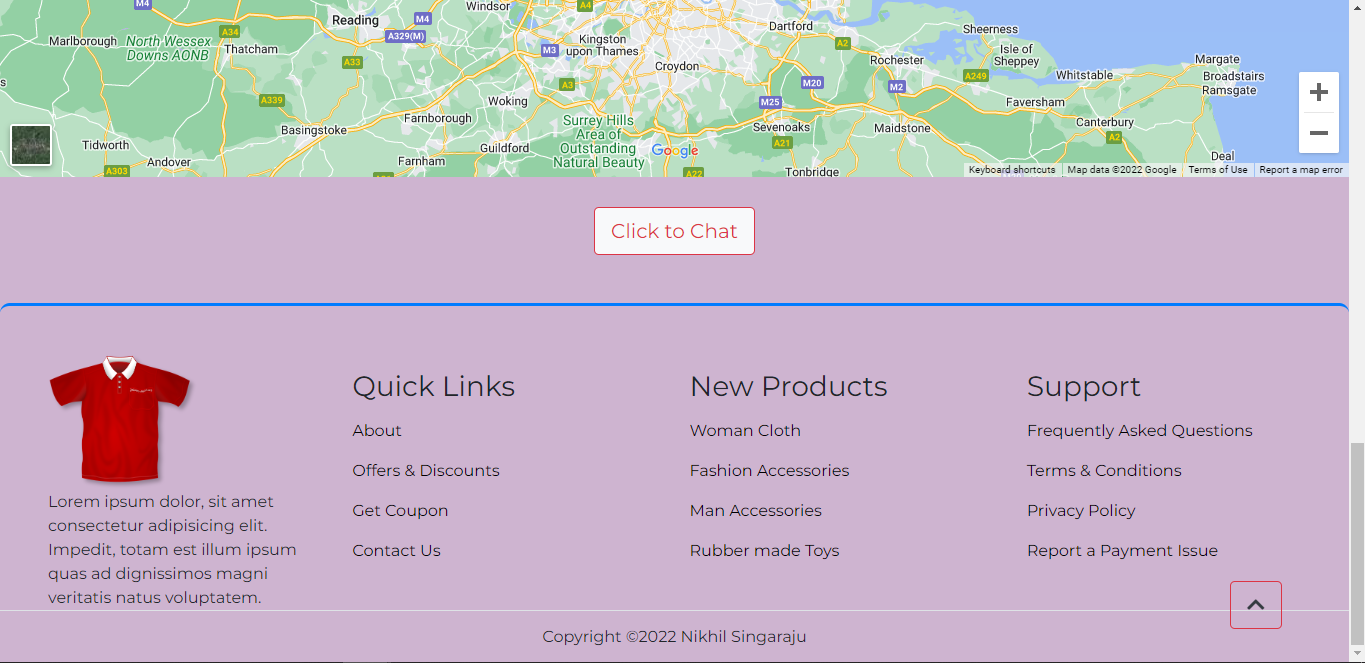 M4
Windsor
A4
Reading
M4
Dartford
A34
A329(M)
Sheerness
Marlborough
North Wessex
Downs AONB
Thatcham
M3
Kingston
upon Thames
A2
Isle of
Sheppey
A33
Croydon
Rochester
Margate
s
A3
M20
M2
A249
Whitstable
Broadstairs
Ramsgate
A339
Woking
M25
Faversham
Basingstoke
Farnborough
Surrey Hills
Area of
Outstanding
Natural Beauty
Sevenoaks
Maidstone
Canterbury
Tidworth
Guildford
Google
A21
A2
Andover
Farnham
Deal
A303
A22
Tonbridge
Keyboard shortcuts
Map data ©2022 Google
Terms of Use
Report a map error
Click to Chat
Lorem ipsum dolor, sit amet
consectetur adipisicing elit.
Impedit, totam est illum ipsum
quas ad dignissimos magni
veritatis natus voluptatem.
Quick Links
About
Offers & Discounts
Get Coupon
Contact Us
New Products
Woman Cloth
Fashion Accessories
Man Accessories
Rubber made Toys
Support
Frequently Asked Questions
Terms & Conditions
Privacy Policy
Report a Payment Issue
Copyright ©2022 Nikhil Singaraju